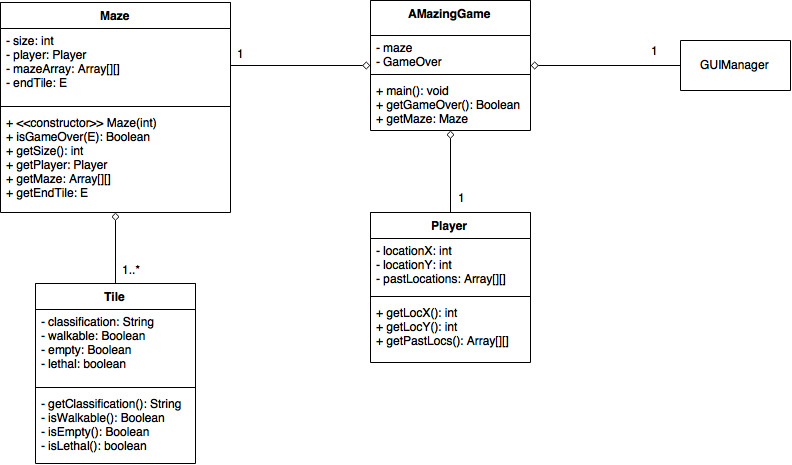 Maze
- size: int
- player: Player
- mazeArray: Array[][]
- endTile: E
+ <<constructor>> Maze(int)
+ isGameOver(E): Boolean
+ getSize(): int
+ getPlayer: Player
+ getMaze: Array[][]
+ getEndTile: E
1
AMazingGame
- maze
- GameOver
+ main(): void
+ getGameOver(): Boolean
+ getMaze: Maze
1
GUIManager
1
Player
- locationX: int
- locationY: int
- pastLocations: Array[][]
+ getLocX(): int
+ getLocY(): int
+ getPastLocs(): Array[][]
1..*
Tile
- classification: String
- walkable: Boolean
- empty: Boolean
- lethal: boolean
- getClassification(): String
- isWalkable(): Boolean
- isEmpty(): Boolean
- isLethal(): boolean